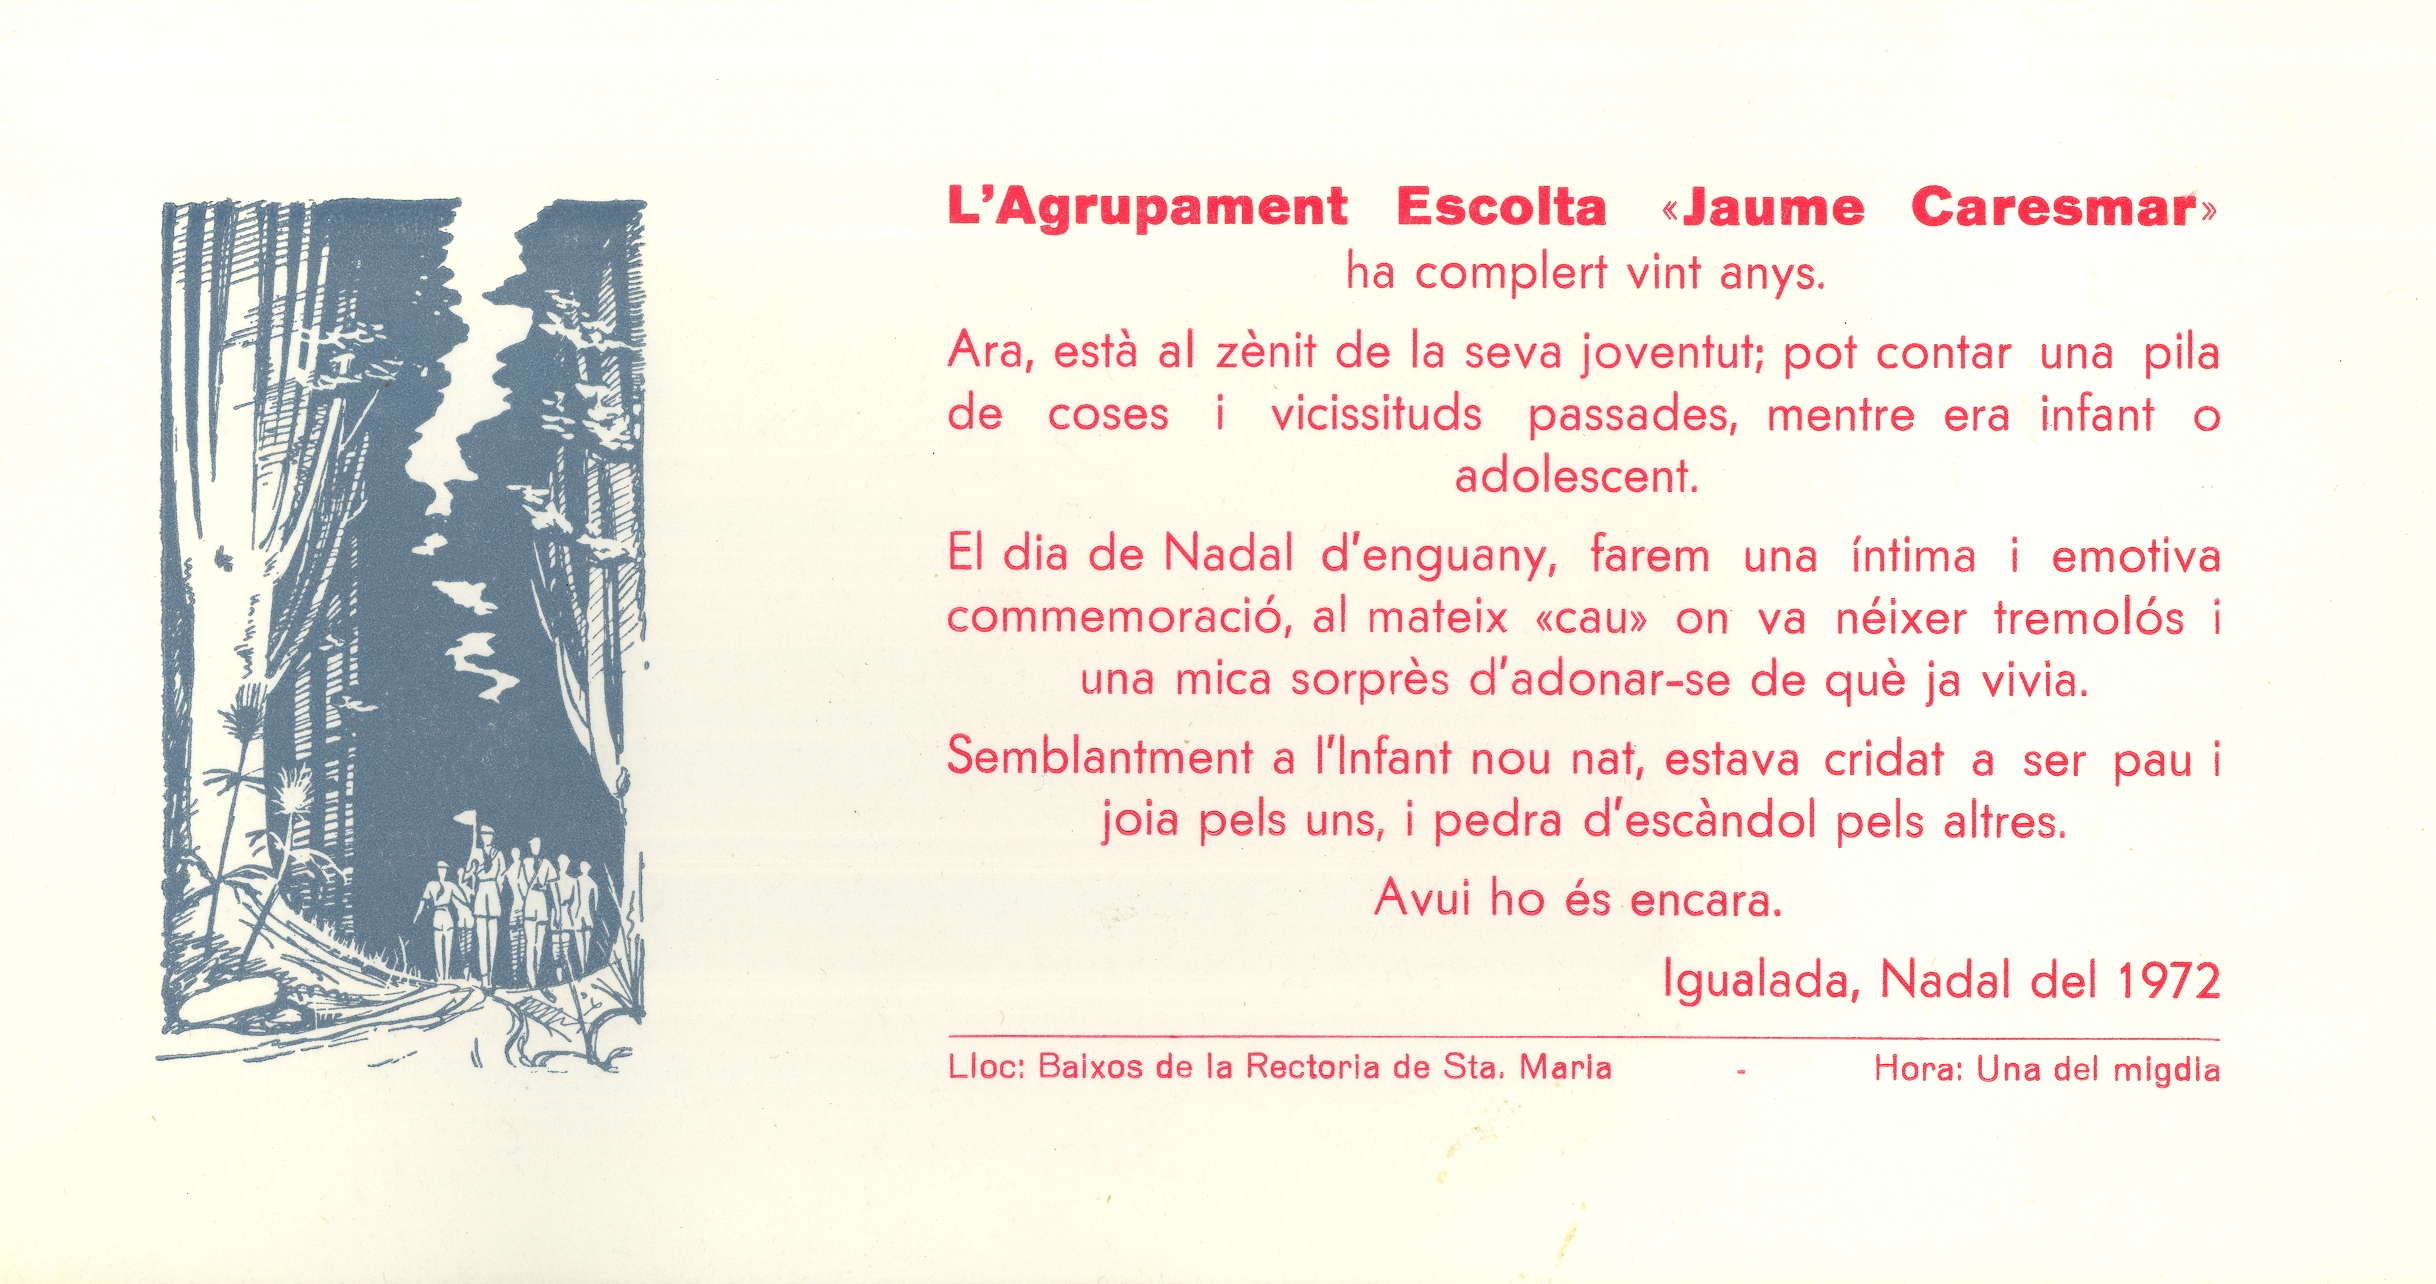 L'Agrupament Escolta «Jaume Caresmar»
ha complert vint anys.
Ara, està al zènit de la seva joventut; pot contar una pila
de coses i vicissituds passades, mentre era infant o
adolescent.
El dia de Nadal d'enguany, farem una íntima i emotiva
commemoració, al mateix «cau» on va néixer tremolós i
una mica sorprès d'adonar-se de què ja vivia.
Semblantment a l'Infant nou nat, estava cridat a ser pau i
joia pels uns, i pedra d'escàndol pels altres.
Avui ho és encara.
Igualada, Nadal del 1972
Lloc: Baixos de la Rectoria de Sta. Maria - Hora: Una del migdia